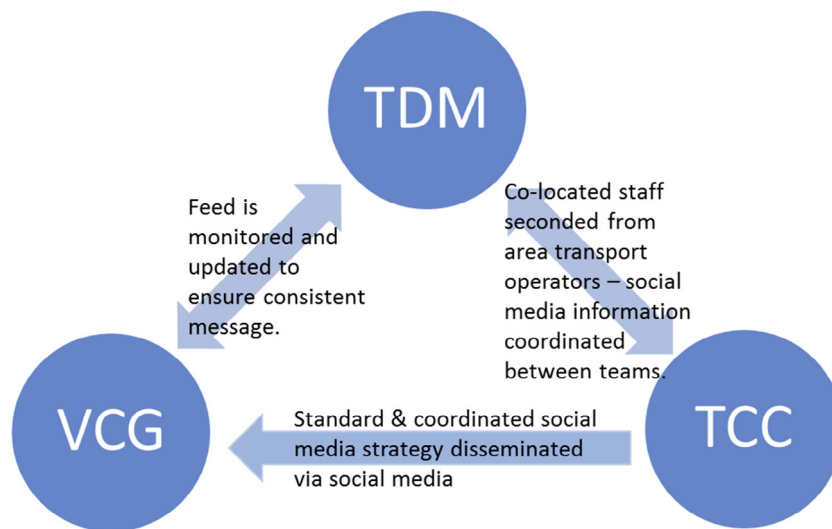 TDM
Feed is
monitored and
updated to
ensure consistent
message.
Co-located staff
seconded from
area transport
operators – social
media information
coordinated
between teams.
VCG
Standard & coordinated social
media strategy disseminated
via social media
TCC